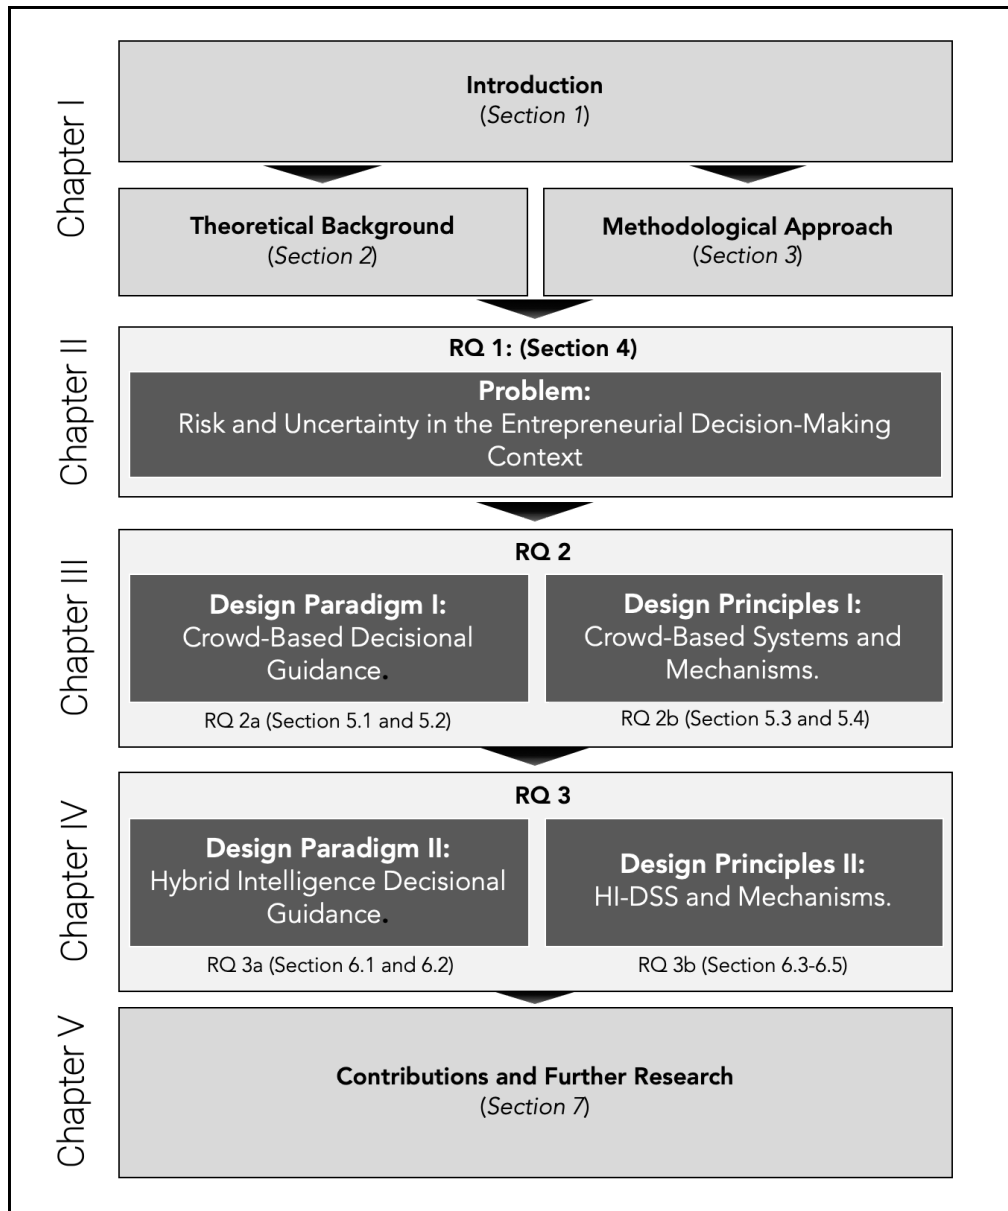 Chapter I
Introduction
(Section 1)
Theoretical Background
(Section 2)
Methodological Approach
(Section 3)
Chapter II
RQ 1: (Section 4)
Problem:
Risk and Uncertainty in the Entrepreneurial Decision-Making
Context
Chapter III
RQ 2
Design Paradigm I:
Crowd-Based Decisional
Guidance.
RQ 2a (Section 5.1 and 5.2)
Design Principles I:
Crowd-Based Systems and
Mechanisms.
RQ 2b (Section 5.3 and 5.4)
Chapter IV
RQ 3
Design Paradigm II:
Hybrid Intelligence Decisional
Guidance.
RQ 3a (Section 6.1 and 6.2)
Design Principles II:
HI-DSS and Mechanisms.
RQ 3b (Section 6.3-6.5)
Chapter V
Contributions and Further Research
(Section 7)